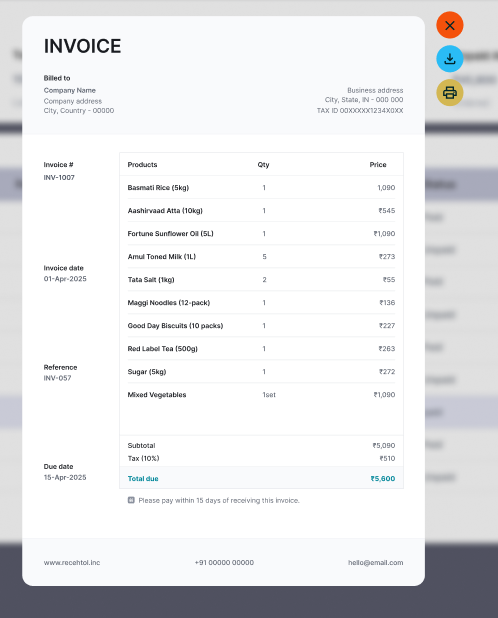 INVOICE
Billed to
Company Name
Company address
City, Country - 00000
Business address
City, State, IN - 000 000
TAX ID 00XXXXX1234X0XX
Invoice #
INV-1007
Invoice date
01-Apr-2025
Reference
INV-057
Due date
15-Apr-2025
Products Qty Price
Basmati Rice (5kg) 1 1,090
Aashirvaad Atta (10kg) 1 ₹545
Fortune Sunflower Oil (5L) 1 ₹1,090
Amul Toned Milk (1L) 5 ₹273
Tata Salt (1kg) 2 ₹55
Maggi Noodles (12-pack) 1 ₹136
Good Day Biscuits (10 packs) 1 ₹227
Red Label Tea (500g) 1 ₹263
Sugar (5kg) 1 ₹272
Mixed Vegetables 1set ₹1,090
Subtotal ₹5,090
Tax (10%) ₹510
Total due ₹5,600
Please pay within 15 days of receiving this invoice.
www.recehtol.inc +91 00000 00000 hello@email.com